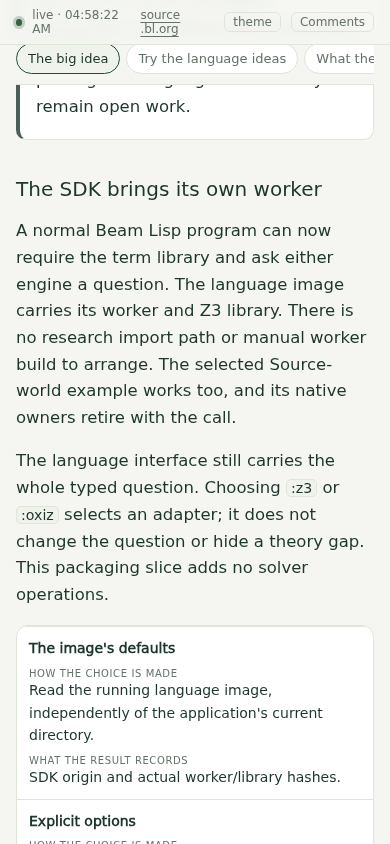 live · 04:58:22
AM
source
.bl.org
theme
Comments
The big idea
Try the language ideas
What the
remain open work.
The SDK brings its own worker
A normal Beam Lisp program can now
require the term library and ask either
engine a question. The language image
carries its worker and Z3 library. There is
no research import path or manual worker
build to arrange. The selected Source-
world example works too, and its native
owners retire with the call.
The language interface still carries the
whole typed question. Choosing :z3 or
:oxiz selects an adapter; it does not
change the question or hide a theory gap.
This packaging slice adds no solver
operations.
The image's defaults
HOW THE CHOICE IS MADE
Read the running language image,
independently of the application's current
directory.
WHAT THE RESULT RECORDS
SDK origin and actual worker/library hashes.
Explicit options
HOW THE CHOICE IS MADE